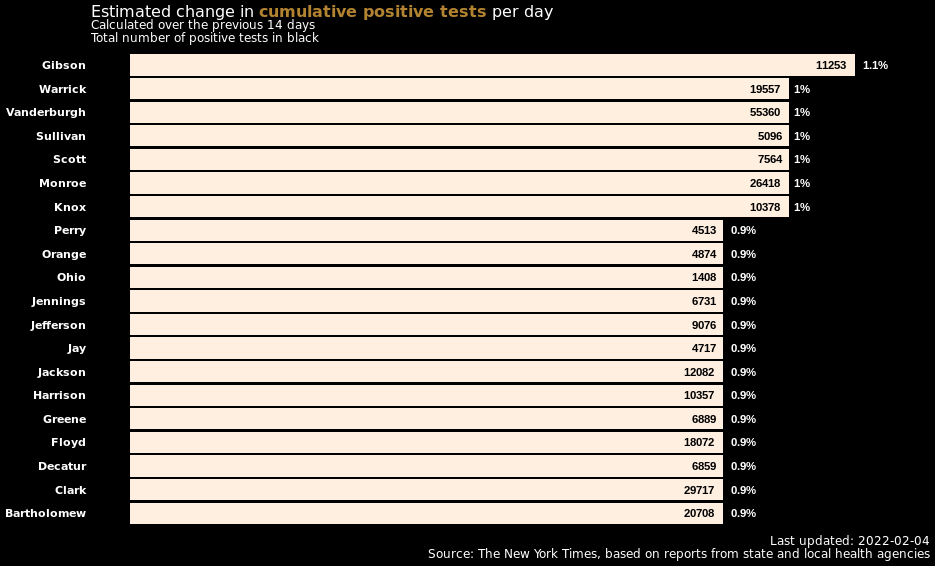 Estimated change in cumulative positive tests per day
Calculated over the previous 14 days
Total number of positive tests in black
Gibson 11253 1.1%
Warrick 19557 1%
Vanderburgh 55360 1%
Sullivan 5096 1%
Scott 7564 1%
Monroe 26418 1%
Knox 10378 1%
Perry 4513 0.9%
Orange 4874 0.9%
Ohio 1408 0.9%
Jennings 6731 0.9%
Jefferson 9076 0.9%
Jay 4717 0.9%
Jackson 12082 0.9%
Harrison 10357 0.9%
Greene 6889 0.9%
Floyd 18072 0.9%
Decatur 6859 0.9%
Clark 29717 0.9%
Bartholomew 20708 0.9%
Last updated: 2022-02-04
Source: The New York Times, based on reports from state and local health agencies